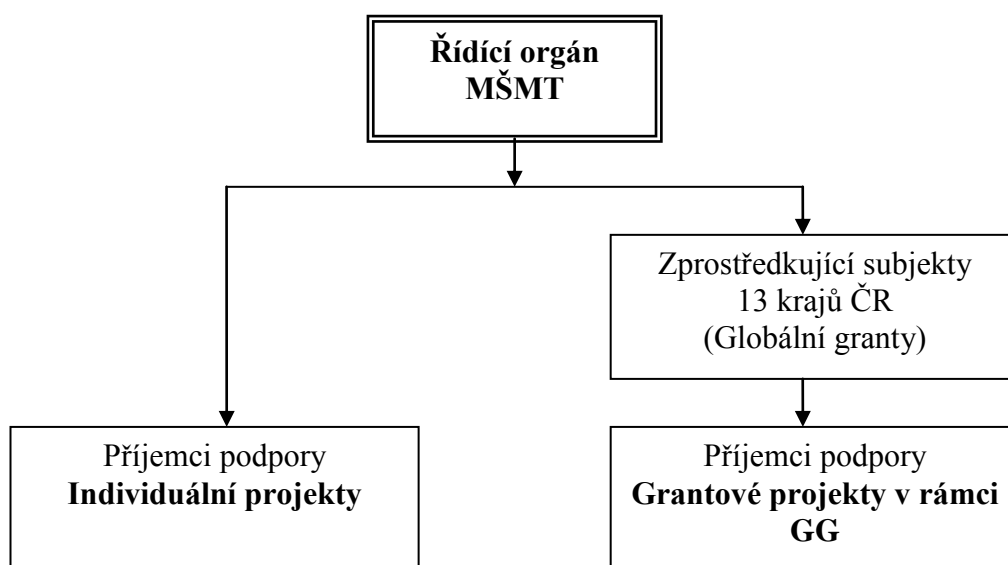 Řídící orgán
MŠMT
Zprostředkující subjekty
13 krajů ČR
(Globální granty)
Příjemci podpory
Individuální projekty
Příjemci podpory
Grantové projekty v rámci
GG